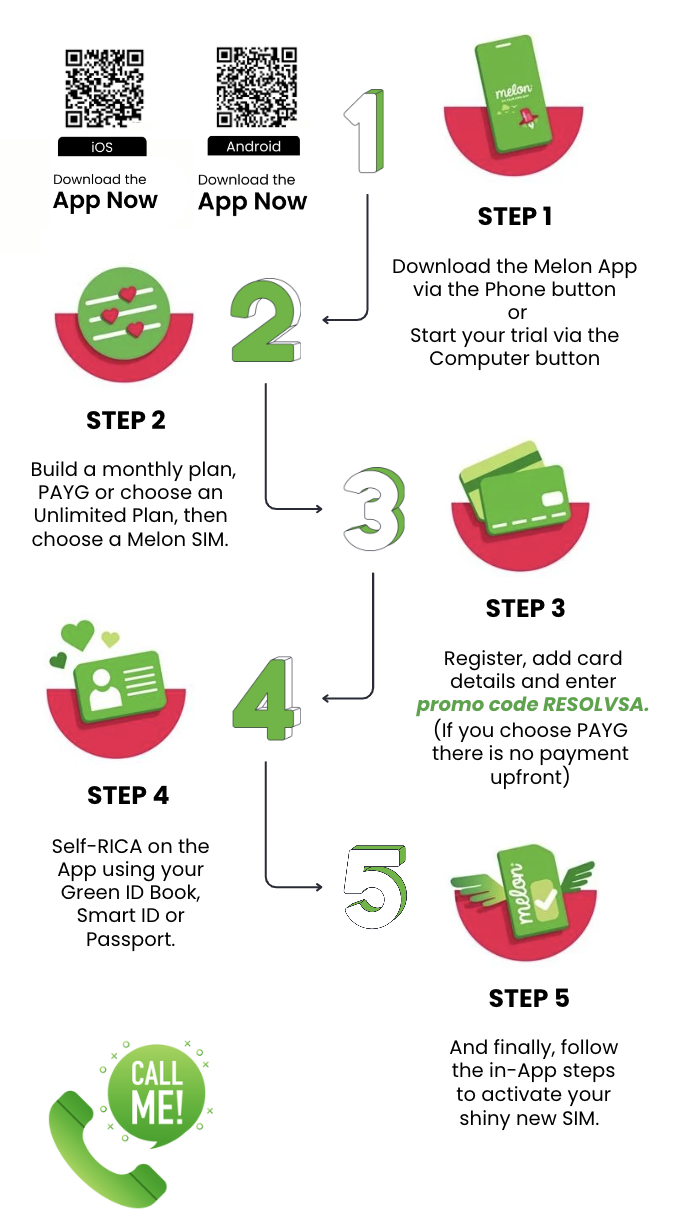 iOS
Download the
App Now
Android
Download the
App Now
1
melon
STEP 1
Download the Melon App
via the Phone button
or
Start your trial via the
Computer button
2
STEP 2
Build a monthly plan,
PAYG or choose an
Unlimited Plan, then
choose a Melon SIM.
3
STEP 3
Register, add card
details and enter
promo code RESOLVSA.
(If you choose PAYG
there is no payment
upfront)
4
STEP 4
Self-RICA on the
App using your
Green ID Book,
Smart ID or
Passport.
5
melon
STEP 5
And finally, follow
the in-App steps
to activate your
shiny new SIM.
CALL
ME!